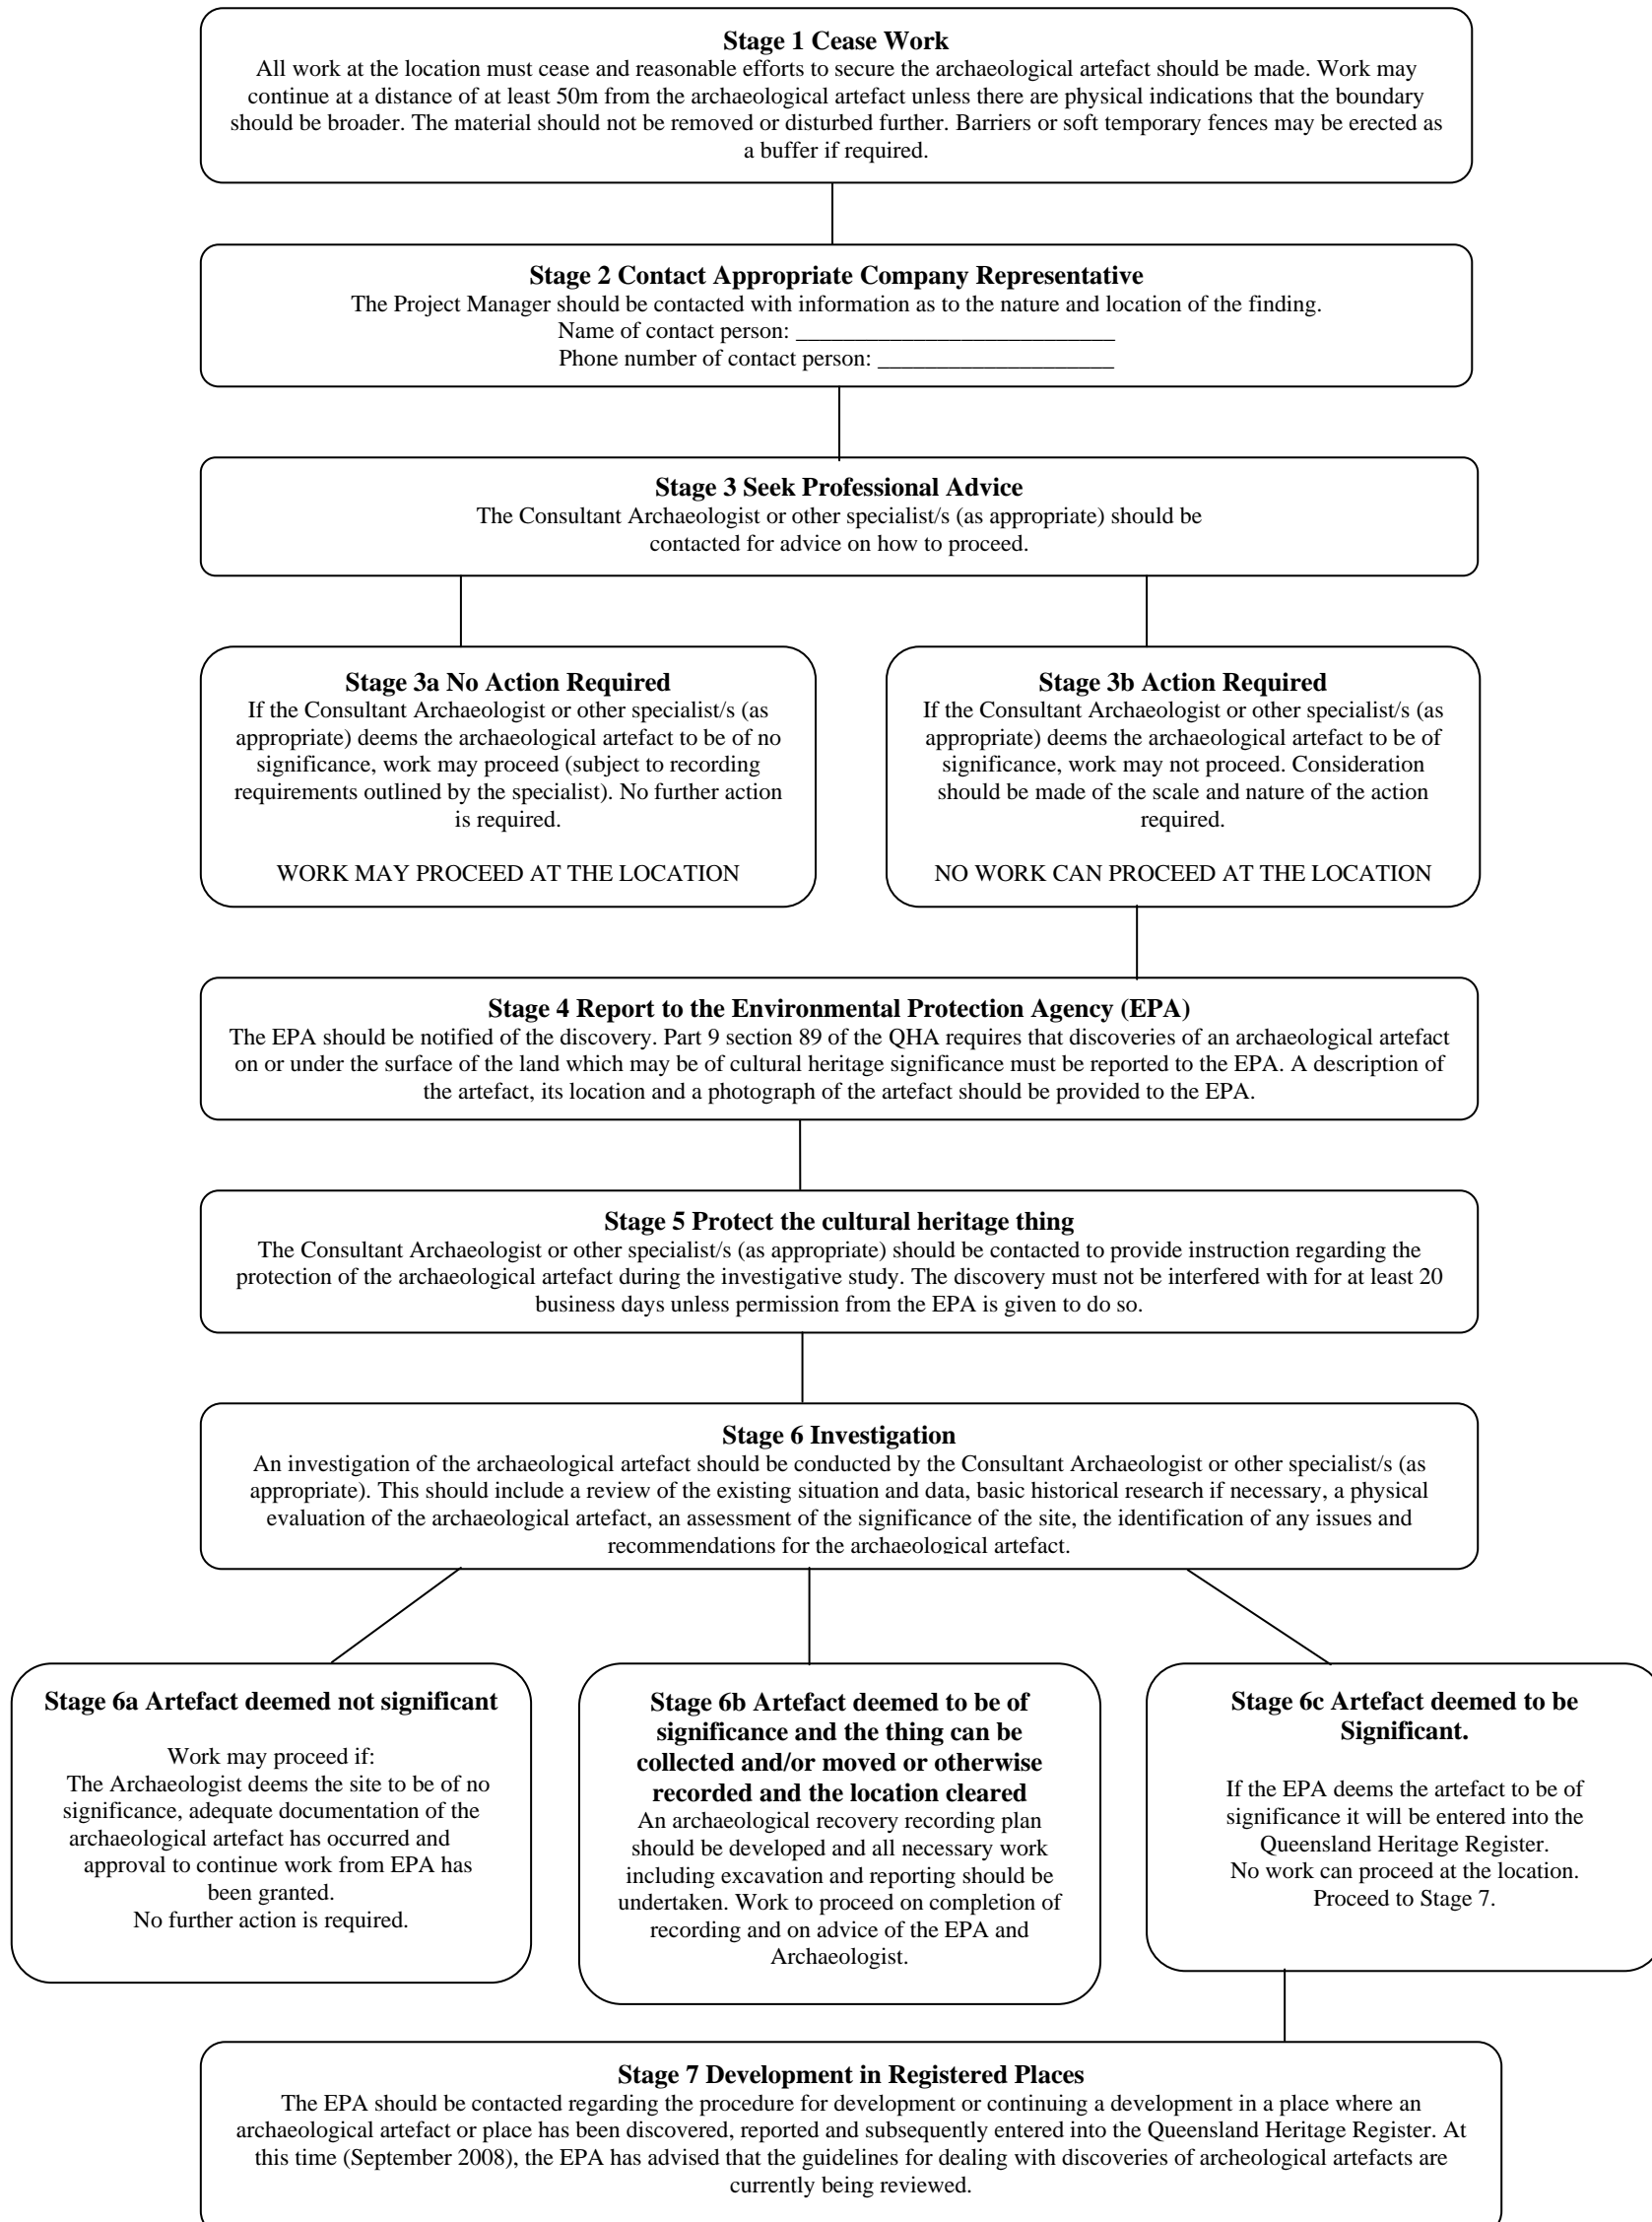 Stage 1 Cease Work
All work at the location must cease and reasonable efforts to secure the archaeological artefact should be made. Work may
continue at a distance of at least 50m from the archaeological artefact unless there are physical indications that the boundary
should be broader. The material should not be removed or disturbed further. Barriers or soft temporary fences may be erected as
a buffer if required.
Stage 2 Contact Appropriate Company Representative
The Project Manager should be contacted with information as to the nature and location of the finding.
Name of contact person: ___________________________
Phone number of contact person: ____________________
Stage 3 Seek Professional Advice
The Consultant Archaeologist or other specialist/s (as appropriate) should be
contacted for advice on how to proceed.
Stage 3a No Action Required
If the Consultant Archaeologist or other specialist/s (as
appropriate) deems the archaeological artefact to be of no
significance, work may proceed (subject to recording
requirements outlined by the specialist). No further action
is required.
WORK MAY PROCEED AT THE LOCATION
Stage 3b Action Required
If the Consultant Archaeologist or other specialist/s (as
appropriate) deems the archaeological artefact to be of
significance, work may not proceed. Consideration
should be made of the scale and nature of the action
required.
NO WORK CAN PROCEED AT THE LOCATION
Stage 4 Report to the Environmental Protection Agency (EPA)
The EPA should be notified of the discovery. Part 9 section 89 of the QHA requires that discoveries of an archaeological artefact
on or under the surface of the land which may be of cultural heritage significance must be reported to the EPA. A description of
the artefact, its location and a photograph of the artefact should be provided to the EPA.
Stage 5 Protect the cultural heritage thing
The Consultant Archaeologist or other specialist/s (as appropriate) should be contacted to provide instruction regarding the
protection of the archaeological artefact during the investigative study. The discovery must not be interfered with for at least 20
business days unless permission from the EPA is given to do so.
Stage 6 Investigation
An investigation of the archaeological artefact should be conducted by the Consultant Archaeologist or other specialist/s (as
appropriate). This should include a review of the existing situation and data, basic historical research if necessary, a physical
evaluation of the archaeological artefact, an assessment of the significance of the site, the identification of any issues and
recommendations for the archaeological artefact.
Stage 6a Artefact deemed not significant
Work may proceed if:
The Archaeologist deems the site to be of no
significance, adequate documentation of the
archaeological artefact has occurred and
approval to continue work from EPA has
been granted.
No further action is required.
Stage 6b Artefact deemed to be of
significance and the thing can be
collected and/or moved or otherwise
recorded and the location cleared
An archaeological recovery recording plan
should be developed and all necessary work
including excavation and reporting should be
undertaken. Work to proceed on completion of
recording and on advice of the EPA and
Archaeologist.
Stage 6c Artefact deemed to be
Significant.
If the EPA deems the artefact to be of
significance it will be entered into the
Queensland Heritage Register.
No work can proceed at the location.
Proceed to Stage 7.
Stage 7 Development in Registered Places
The EPA should be contacted regarding the procedure for development or continuing a development in a place where an
archaeological artefact or place has been discovered, reported and subsequently entered into the Queensland Heritage Register. At
this time (September 2008), the EPA has advised that the guidelines for dealing with discoveries of archeological artefacts are
currently being reviewed.